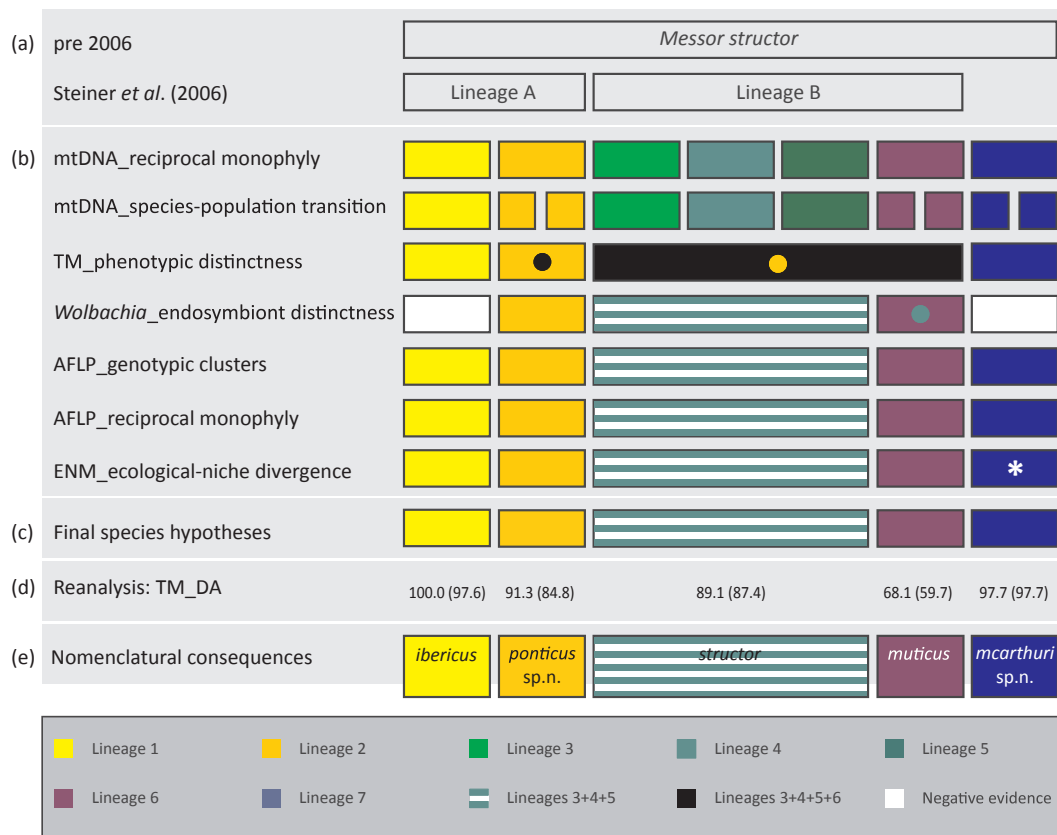 (a) pre 2006 Messor structor
Steiner et al. (2006) Lineage A Lineage B
(b) mtDNA_reciprocal monophyly
mtDNA_species-population transition
TM_phenotypic distinctness
Wolbachia_endosymbiont distinctness
AFLP_genotypic clusters
AFLP_reciprocal monophyly
ENM_ecological-niche divergence *
(c) Final species hypotheses
(d) Reanalysis: TM_DA 100.0 (97.6) 91.3 (84.8) 89.1 (87.4) 68.1 (59.7) 97.7 (97.7)
(e) Nomenclatural consequences ibericus ponticus structor muticus mcarthuri
sp.n. sp.n.
Lineage 1 Lineage 2 Lineage 3 Lineage 4 Lineage 5
Lineage 6 Lineage 7 Lineages 3+4+5 Lineages 3+4+5+6 Negative evidence